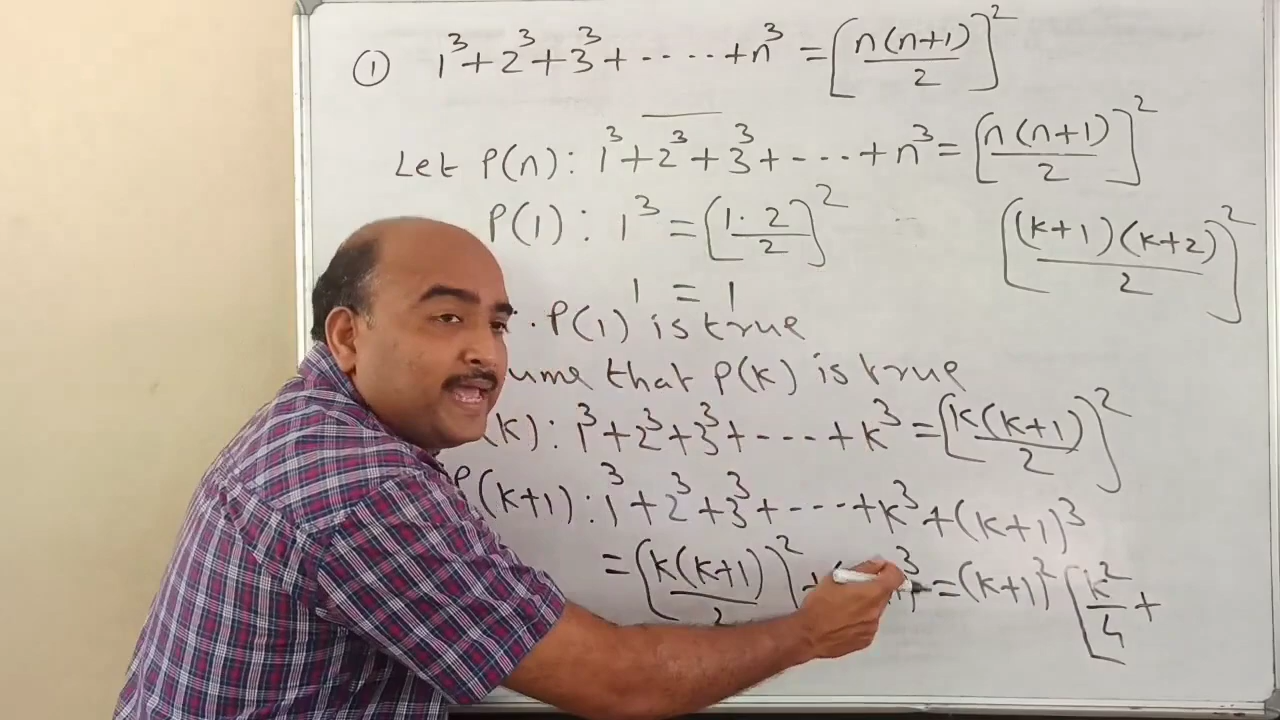 ① 1³+2³+3³+-----+n³ = [n(n+1)/2]²
Let P(n): 1³+2³+3³+----+n³ = [n(n+1)/2]²
P(1): 1³ = [1·2/2]²
[(k+1)(k+2)/2]²
1 = 1
P(1) is true
ume that P(k) is true
(k): 1³+2³+3³+----+k³ = [k(k+1)/2]²
P(k+1): 1³+2³+3³+----+k³+(k+1)³
= [k(k+1)/2]² + ³ = (k+1)² [k²/4 +